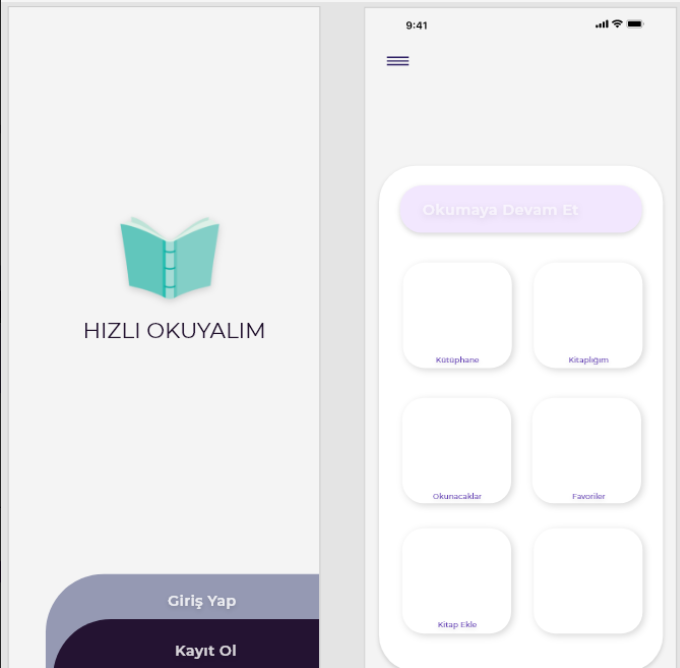 HIZLI OKUYALIM
Giriş Yap
Kayıt Ol
9:41
Okumaya Devam Et
Kütüphane
Kitaplığım
Okunacaklar
Favoriler
Kitap Ekle